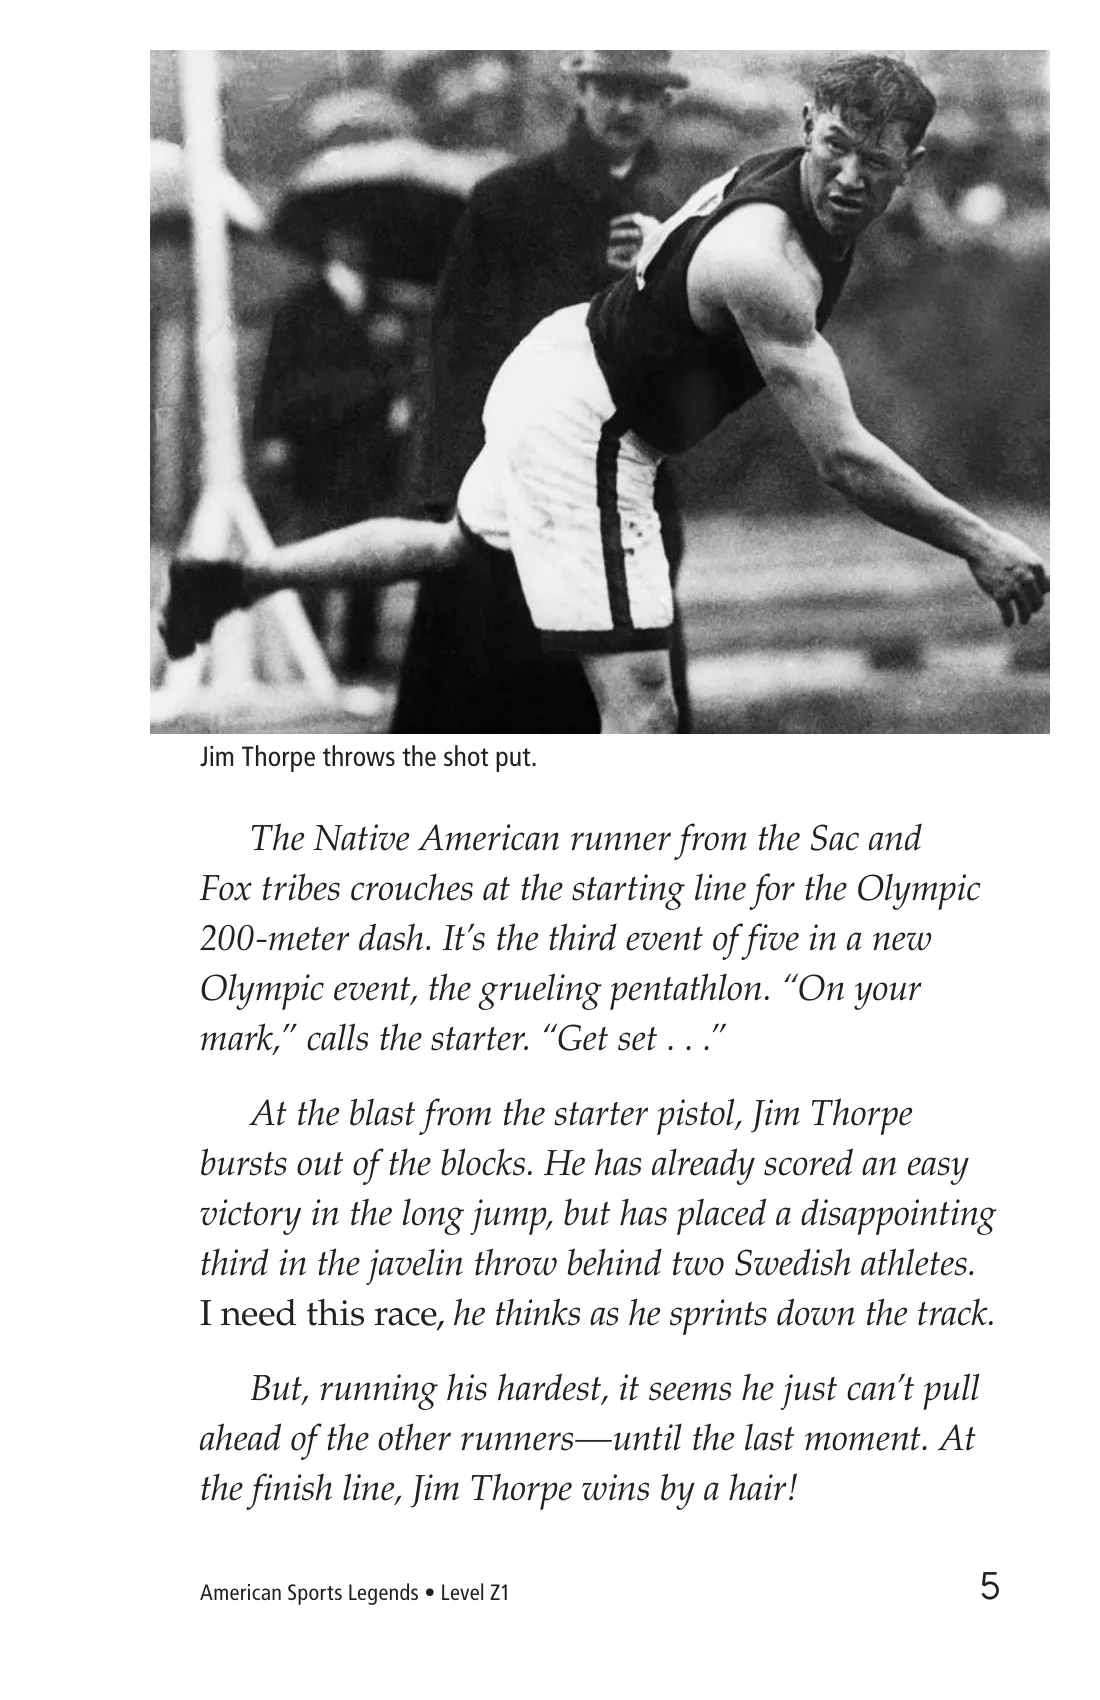 Jim Thorpe throws the shot put.
The Native American runner from the Sac and
Fox tribes crouches at the starting line for the Olympic
200-meter dash. It’s the third event of five in a new
Olympic event, the grueling pentathlon. “On your
mark,” calls the starter. “Get set . . .”
At the blast from the starter pistol, Jim Thorpe
bursts out of the blocks. He has already scored an easy
victory in the long jump, but has placed a disappointing
third in the javelin throw behind two Swedish athletes.
I need this race, he thinks as he sprints down the track.
But, running his hardest, it seems he just can’t pull
ahead of the other runners—until the last moment. At
the finish line, Jim Thorpe wins by a hair!
American Sports Legends • Level Z1
5